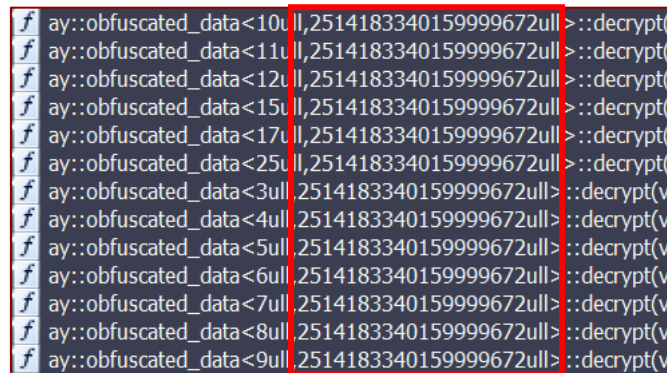 f ay::obfuscated_data<10ull,2514183340159999672ull>::decrypt(
f ay::obfuscated_data<11ull,2514183340159999672ull>::decrypt(
f ay::obfuscated_data<12ull,2514183340159999672ull>::decrypt(
f ay::obfuscated_data<15ull,2514183340159999672ull>::decrypt(
f ay::obfuscated_data<17ull,2514183340159999672ull>::decrypt(
f ay::obfuscated_data<25ull,2514183340159999672ull>::decrypt(
f ay::obfuscated_data<3ull,2514183340159999672ull>::decrypt(v
f ay::obfuscated_data<4ull,2514183340159999672ull>::decrypt(v
f ay::obfuscated_data<5ull,2514183340159999672ull>::decrypt(v
f ay::obfuscated_data<6ull,2514183340159999672ull>::decrypt(v
f ay::obfuscated_data<7ull,2514183340159999672ull>::decrypt(v
f ay::obfuscated_data<8ull,2514183340159999672ull>::decrypt(v
f ay::obfuscated_data<9ull,2514183340159999672ull>::decrypt(v